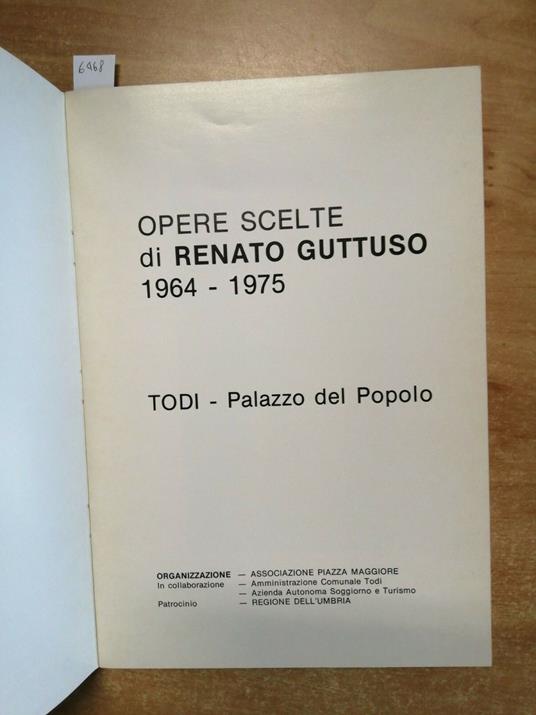 6468
OPERE SCELTE
di RENATO GUTTUSO
1964 - 1975
TODI - Palazzo del Popolo
ORGANIZZAZIONE — ASSOCIAZIONE PIAZZA MAGGIORE
In collaborazione — Amministrazione Comunale Todi
— Azienda Autonoma Soggiorno e Turismo
Patrocinio — REGIONE DELL'UMBRIA